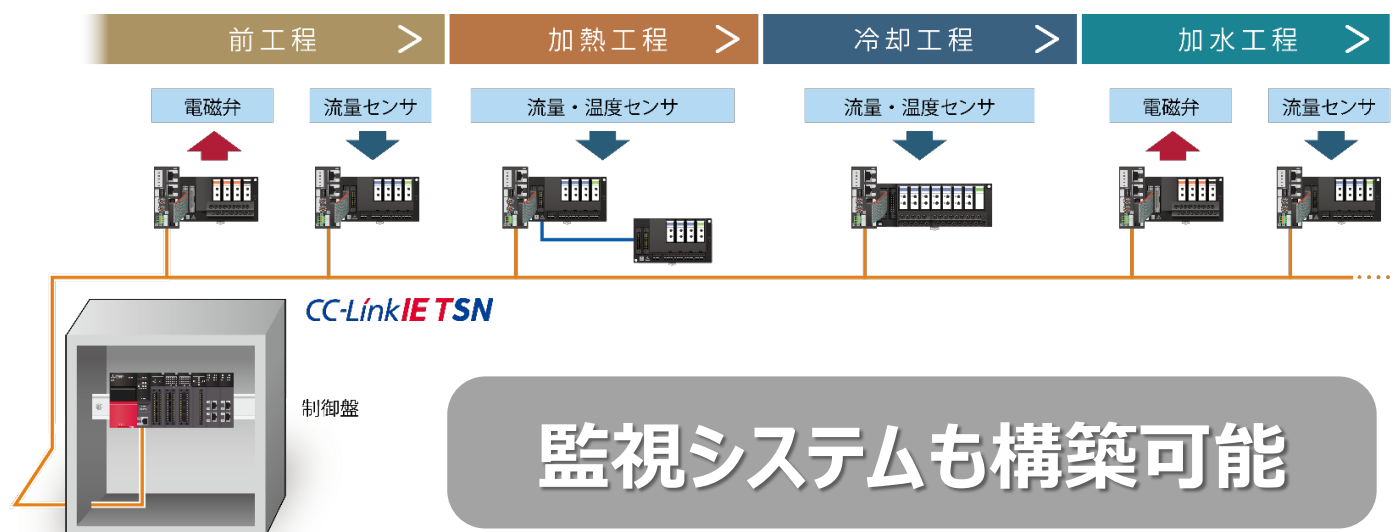 前工程
加熱工程
冷却工程
加水工程
電磁弁
流量センサ
流量・温度センサ
流量・温度センサ
電磁弁
流量センサ
CC-Link IE TSN
制御盤
監視システムも構築可能